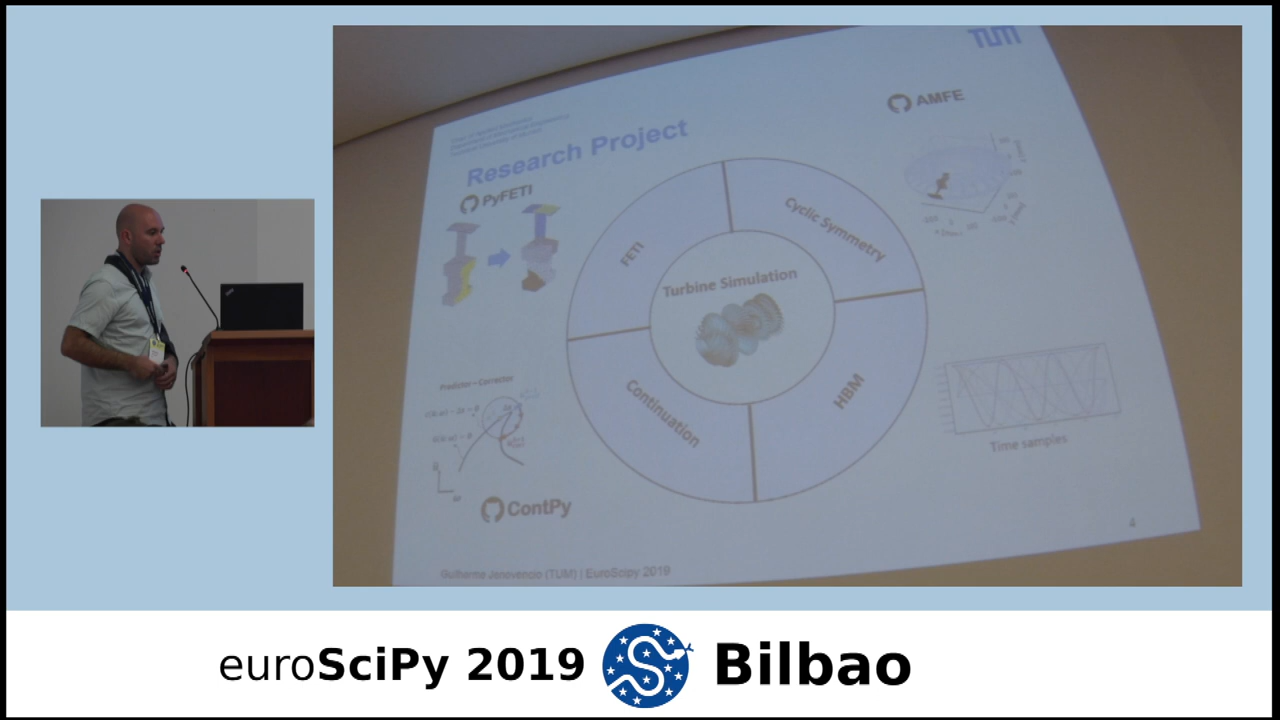 TUM
Research Project
PyFETI
AMFE
FETI
Cyclic Symmetry
Turbine Simulation
Continuation
HBM
Predictor – Corrector
ContPy
Time samples
4
(TUM) | EuroScipy 2019
euroSciPy 2019 Bilbao